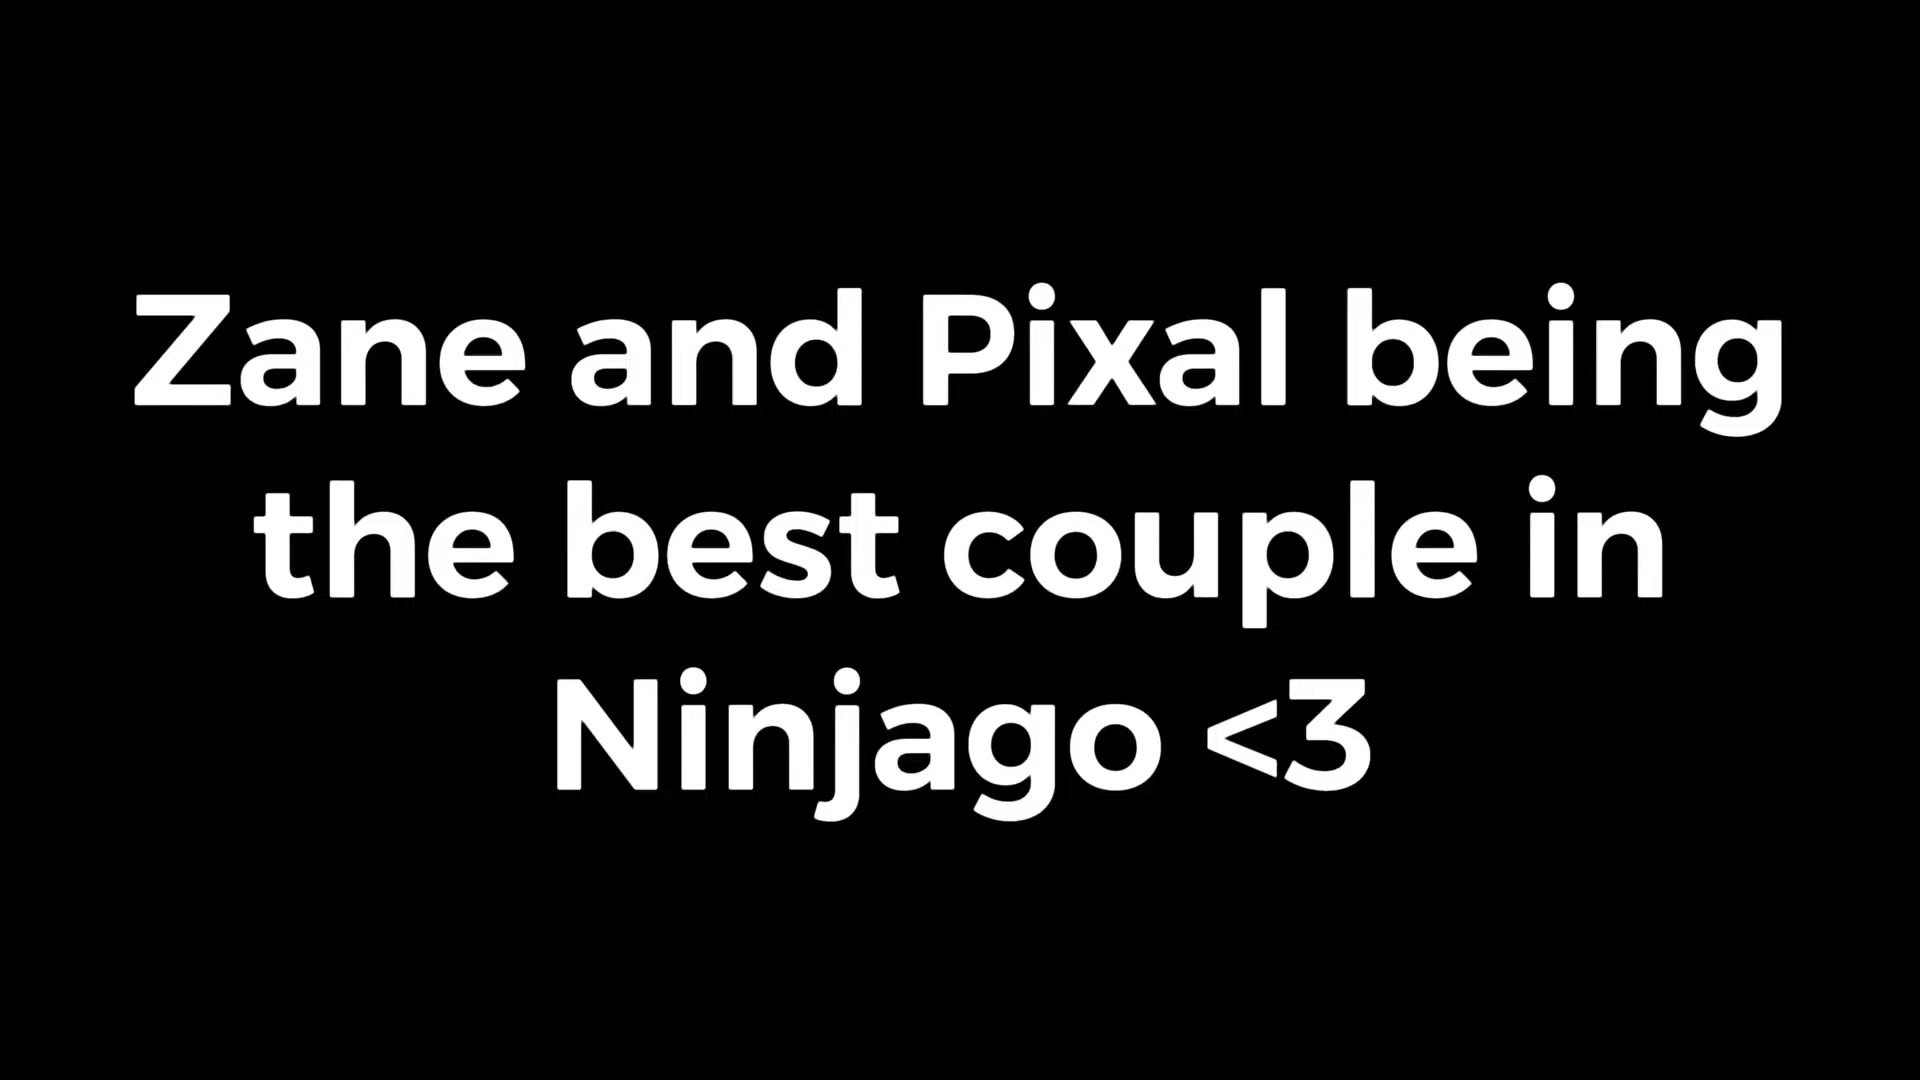 Zane and Pixal being
the best couple in
Ninjago <3